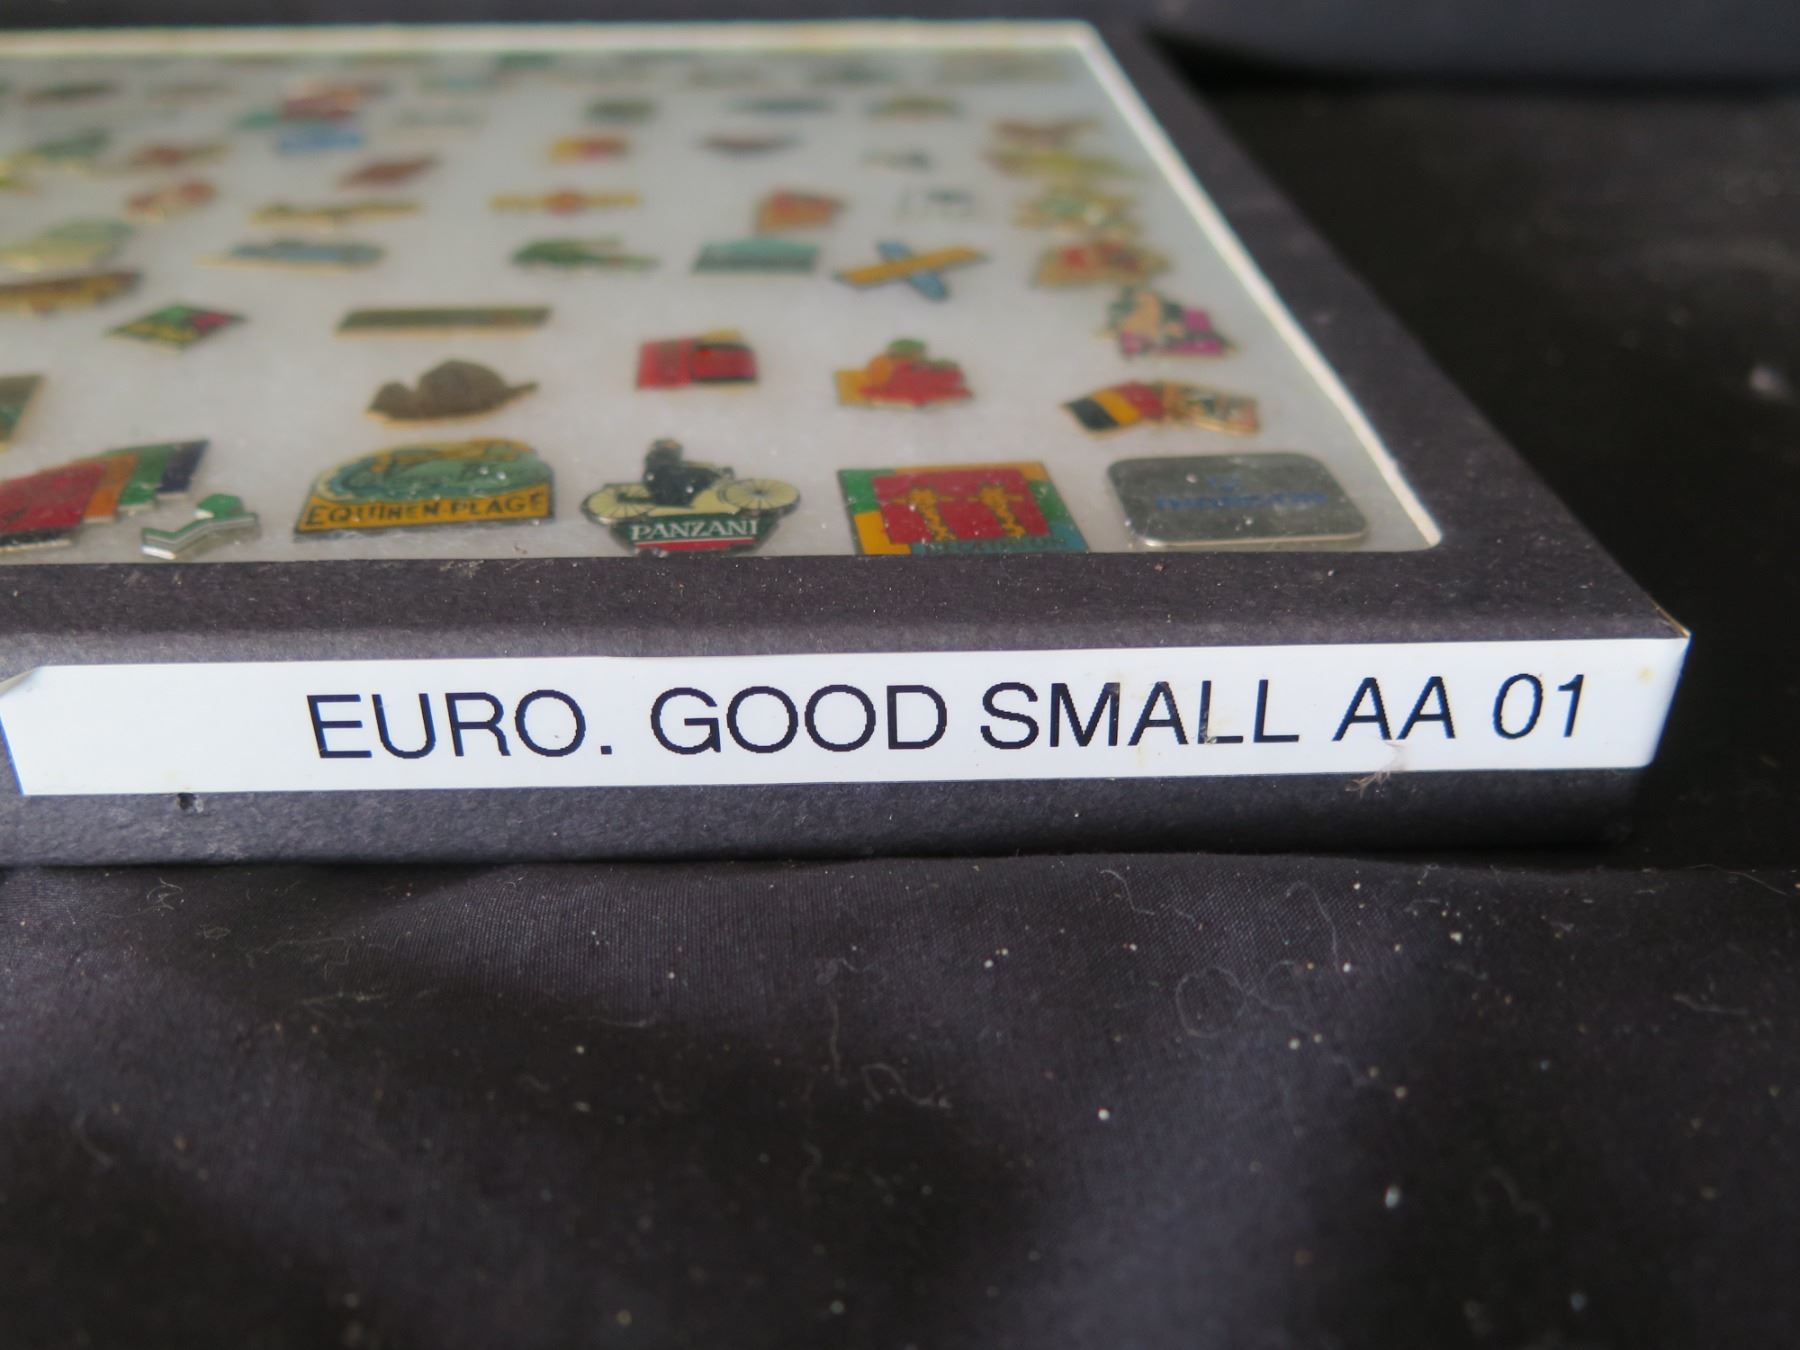 EQUIHEN-PLAGE
PANZANI
EURO. GOOD SMALL AA 01